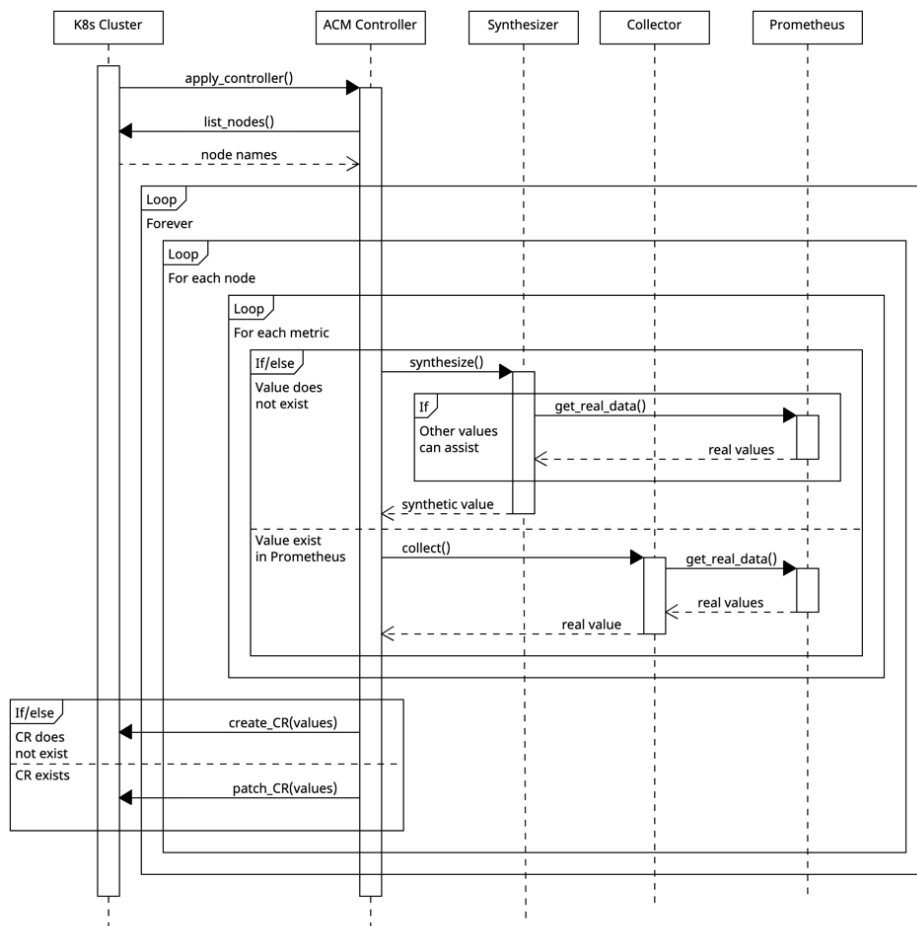 K8s Cluster
ACM Controller
Synthesizer
Collector
Prometheus
apply_controller()
list_nodes()
node names
Loop
Forever
Loop
For each node
Loop
For each metric
If/else
synthesize()
Value does
not exist
If
get_real_data()
Other values
can assist
real values
synthetic value
Value exist
in Prometheus
collect()
get_real_data()
real values
real value
If/else
create_CR(values)
CR does
not exist
CR exists
patch_CR(values)